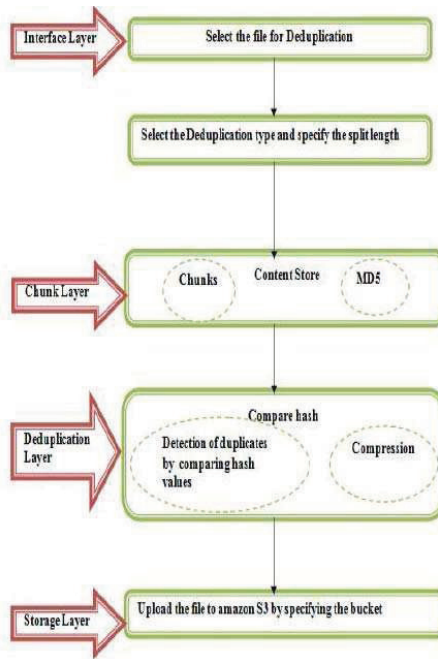 Interface Layer
Select the file for Deduplication
Select the Deduplication type and specify the split length
Chunk Layer
Chunks
Content Store
MD5
Deduplication
Layer
Compare hash
Detection of duplicates
by comparing hash
values
Compression
Storage Layer
Upload the file to amazon S3 by specifying the bucket